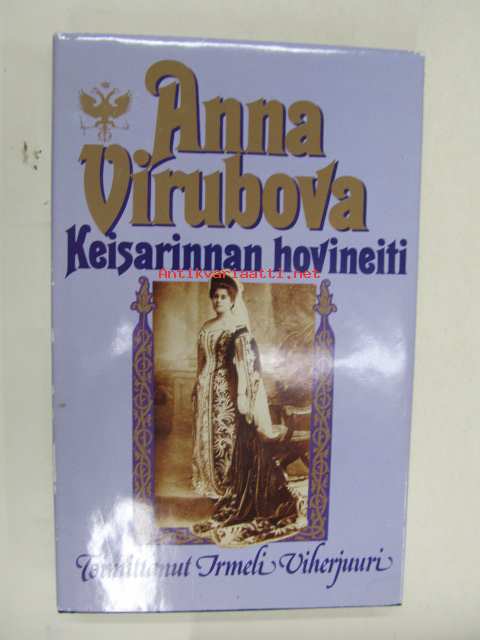 Anna
Virubova
Keisarinnan hovineiti
Antikvariaatti.net
Toimittanut Irmeli Viherjuuri